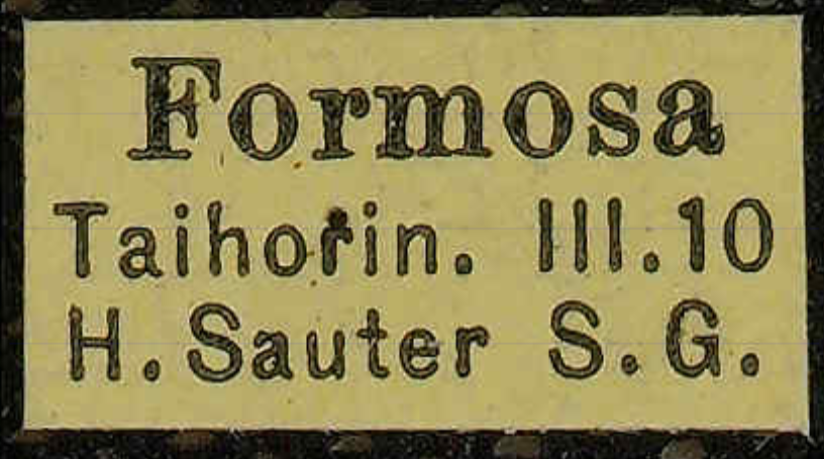 Formosa
Taihorin. III.10
H. Sauter S. G.